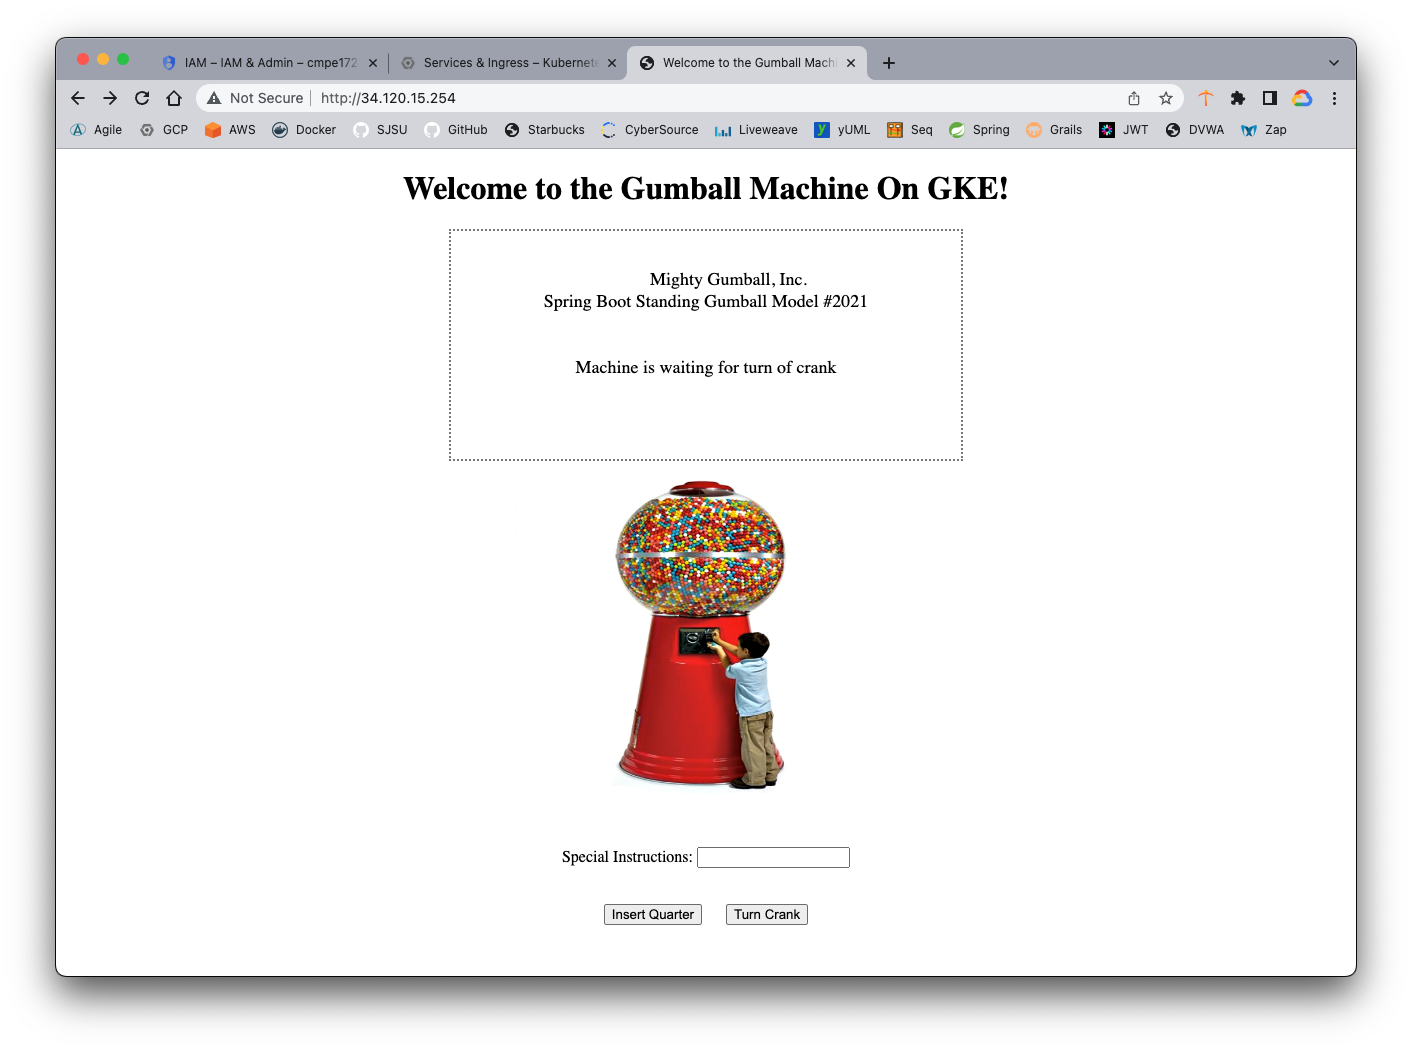 IAM – IAM & Admin – cmpe172
Services & Ingress – Kubernete
Welcome to the Gumball Machi
Not Secure
http://34.120.15.254
Agile
GCP
AWS
Docker
SJSU
GitHub
Starbucks
CyberSource
Liveweave
yUML
Seq
Spring
Grails
JWT
DVWA
Zap
Welcome to the Gumball Machine On GKE!
Mighty Gumball, Inc.
Spring Boot Standing Gumball Model #2021
Machine is waiting for turn of crank
Special Instructions:
Insert Quarter
Turn Crank